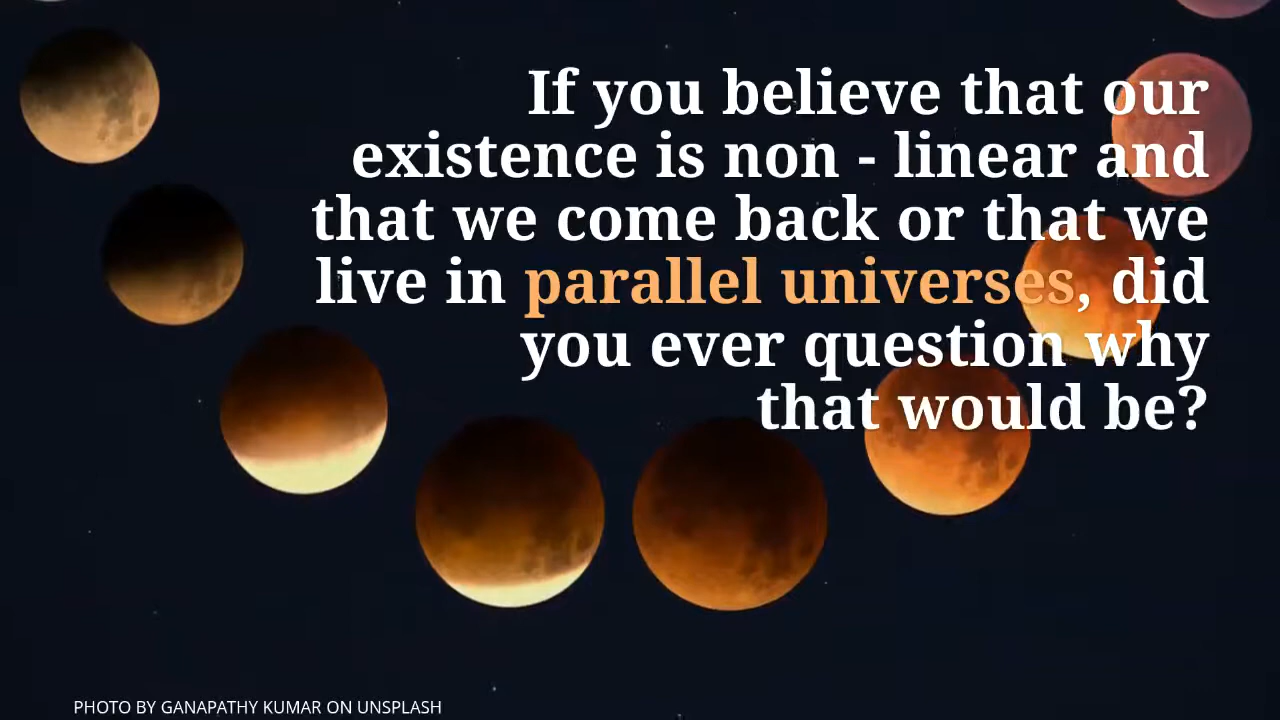 If you believe that our
existence is non - linear and
that we come back or that we
live in parallel universes, did
you ever question why
that would be?
PHOTO BY GANAPATHY KUMAR ON UNSPLASH